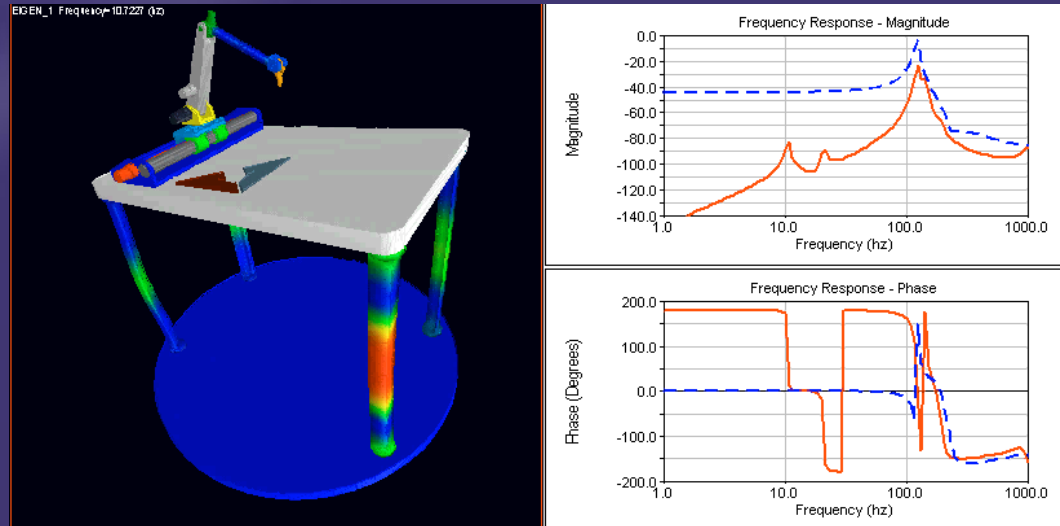 EIGEN_1 Frequency=10.7227 (hz)
Frequency Response - Magnitude
Magnitude
0.0
-20.0
-40.0
-60.0
-80.0
-100.0
-120.0
-140.0
1.0 10.0 100.0 1000.0
Frequency (hz)
Frequency Response - Phase
Phase (Degrees)
200.0
100.0
0.0
-100.0
-200.0
1.0 10.0 100.0 1000.0
Frequency (hz)